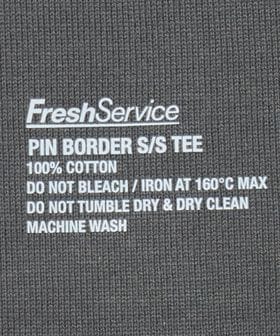 FreshService
PIN BORDER S/S TEE
100% COTTON
DO NOT BLEACH / IRON AT 160°C MAX
DO NOT TUMBLE DRY & DRY CLEAN
MACHINE WASH